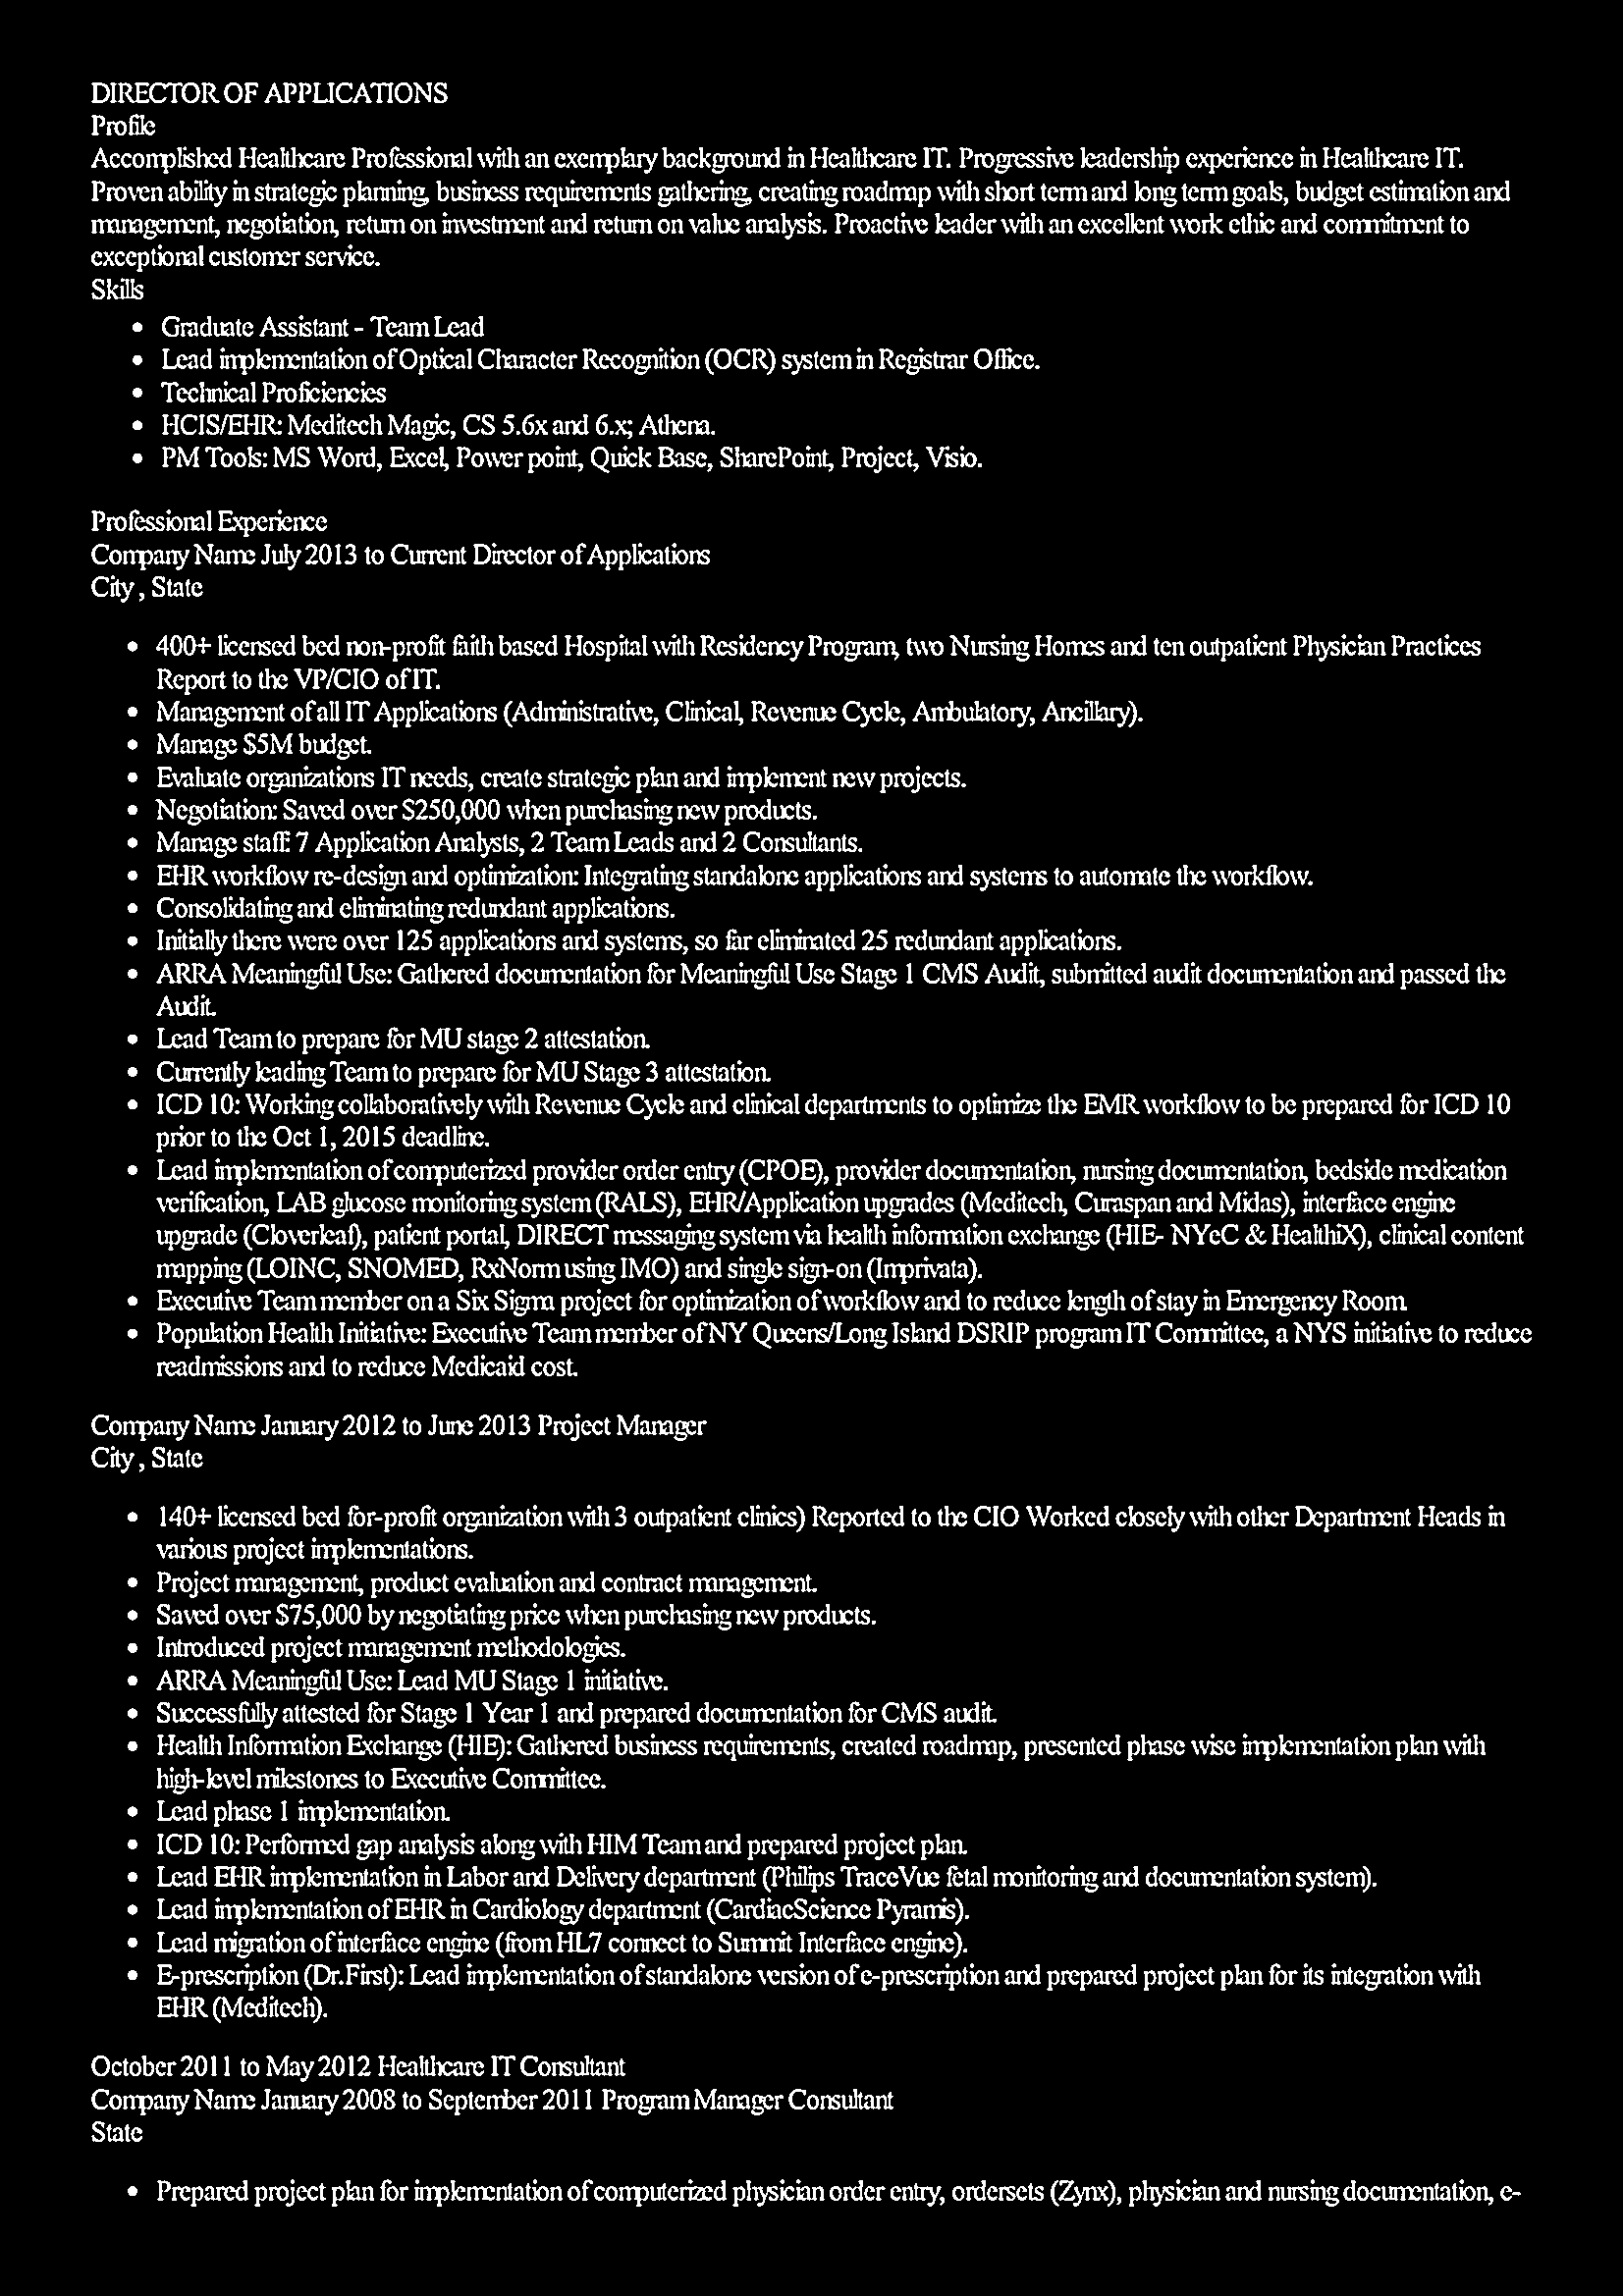 DIRECTOR OF APPLICATIONS
Profile
Accomplished Healthcare Professional with an exemplary background in Healthcare IT. Progressive leadership experience in Healthcare IT.
Proven ability in strategic planning, business requirements gathering, creating roadmap with short term and long term goals, budget estimation and
management, negotiation, return on investment and return on value analysis. Proactive leader with an excellent work ethic and commitment to
exceptional customer service.
Skills
• Graduate Assistant - Team Lead
• Lead implementation of Optical Character Recognition (OCR) system in Registrar Office.
• Technical Proficiencies
• HCIS/EHR: Meditech Magic, CS 5.6x and 6.x; Athena.
• PM Tools: MS Word, Excel, Power point, Quick Base, SharePoint, Project, Visio.
Professional Experience
Company Name July 2013 to Current Director of Applications
City , State
• 400+ licensed bed non-profit faith based Hospital with Residency Program, two Nursing Homes and ten outpatient Physician Practices
Report to the VP/CIO of IT.
• Management of all IT Applications (Administrative, Clinical, Revenue Cycle, Ambulatory, Ancillary).
• Manage $5M budget.
• Evaluate organizations IT needs, create strategic plan and implement new projects.
• Negotiation: Saved over $250,000 when purchasing new products.
• Manage staff: 7 Application Analysts, 2 Team Leads and 2 Consultants.
• EHR workflow re-design and optimization: Integrating standalone applications and systems to automate the workflow.
• Consolidating and eliminating redundant applications.
• Initially there were over 125 applications and systems, so far eliminated 25 redundant applications.
• ARRA Meaningful Use: Gathered documentation for Meaningful Use Stage 1 CMS Audit, submitted audit documentation and passed the
Audit.
• Lead Team to prepare for MU stage 2 attestation.
• Currently leading Team to prepare for MU Stage 3 attestation.
• ICD 10: Working collaboratively with Revenue Cycle and clinical departments to optimize the EMR workflow to be prepared for ICD 10
prior to the Oct 1, 2015 deadline.
• Lead implementation of computerized provider order entry (CPOE), provider documentation, nursing documentation, bedside medication
verification, LAB glucose monitoring system (RALS), EHR/Application upgrades (Meditech, Curaspan and Midas), interface engine
upgrade (Cloverleaf), patient portal, DIRECT messaging system via health information exchange (HIE- NYeC & HealthiX), clinical content
mapping (LOINC, SNOMED, RxNorm using IMO) and single sign-on (Imprivata).
• Executive Team member on a Six Sigma project for optimization of workflow and to reduce length of stay in Emergency Room.
• Population Health Initiative: Executive Team member of NY Queens/Long Island DSRIP program IT Committee, a NYS initiative to reduce
readmissions and to reduce Medicaid cost.
Company Name January 2012 to June 2013 Project Manager
City , State
• 140+ licensed bed for-profit organization with 3 outpatient clinics) Reported to the CIO Worked closely with other Department Heads in
various project implementations.
• Project management, product evaluation and contract management.
• Saved over $75,000 by negotiating price when purchasing new products.
• Introduced project management methodologies.
• ARRA Meaningful Use: Lead MU Stage 1 initiative.
• Successfully attested for Stage 1 Year 1 and prepared documentation for CMS audit.
• Health Information Exchange (HIE): Gathered business requirements, created roadmap, presented phase wise implementation plan with
high-level milestones to Executive Committee.
• Lead phase 1 implementation.
• ICD 10: Performed gap analysis along with HIM Team and prepared project plan.
• Lead EHR implementation in Labor and Delivery department (Philips TraceVue fetal monitoring and documentation system).
• Lead implementation of EHR in Cardiology department (CardiacScience Pyramis).
• Lead migration of interface engine (from HL7 connect to Summit Interface engine).
• E-prescription (Dr.First): Lead implementation of standalone version of e-prescription and prepared project plan for its integration with
EHR (Meditech).
October 2011 to May 2012 Healthcare IT Consultant
Company Name January 2008 to September 2011 Program Manager Consultant
State
• Prepared project plan for implementation of computerized physician order entry, ordersets (Zynx), physician and nursing documentation, e-